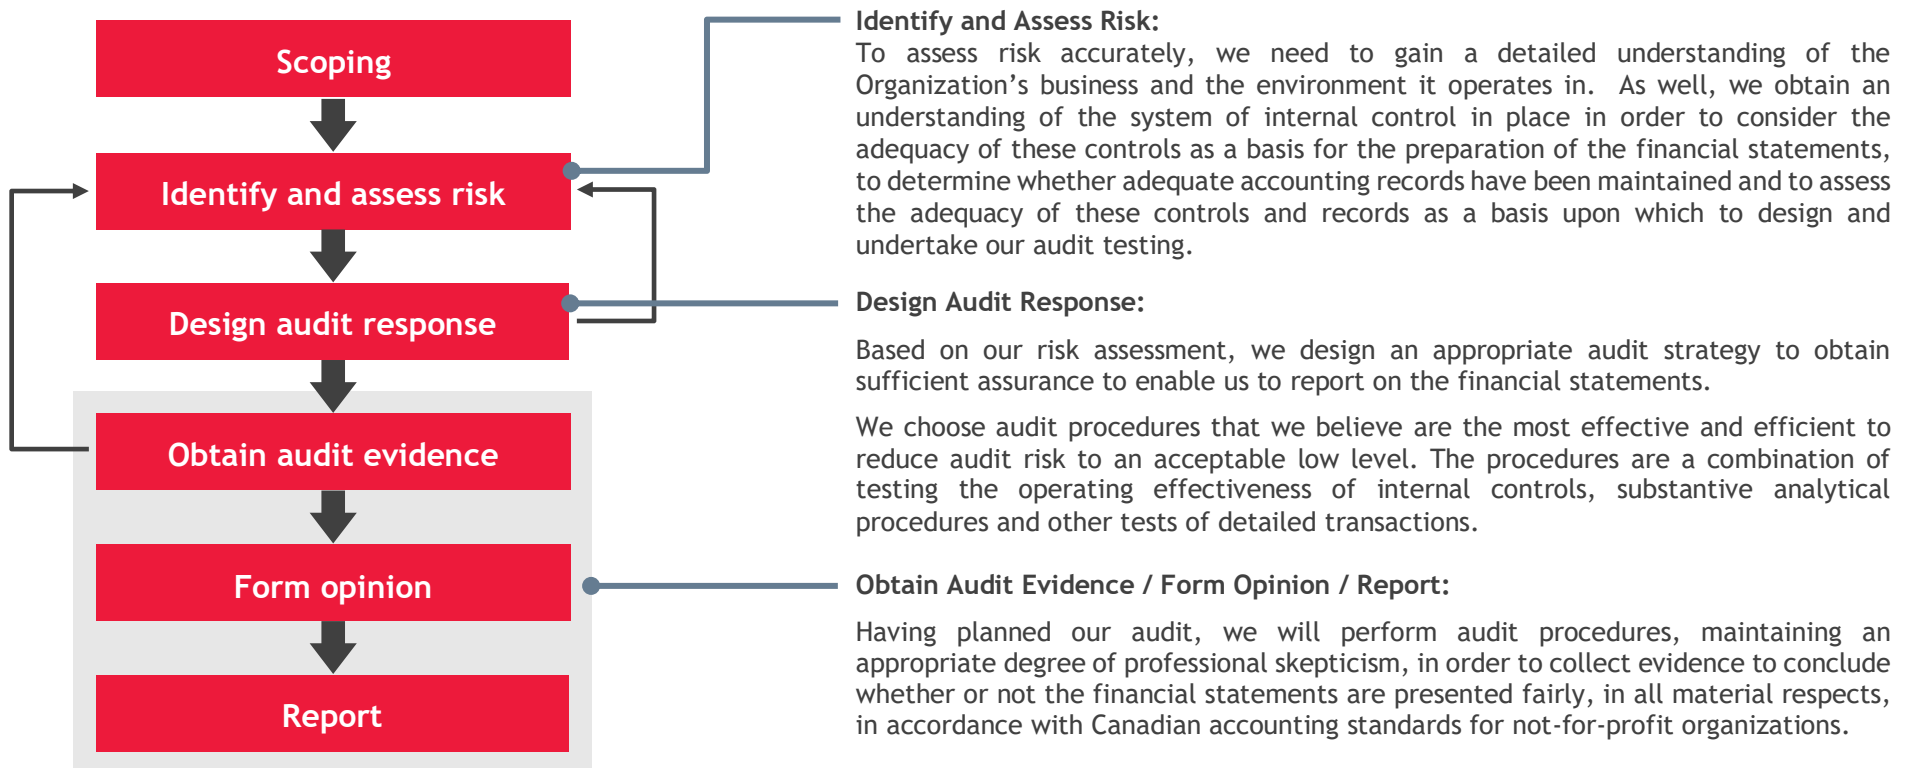 Scoping
Identify and assess risk
Design audit response
Obtain audit evidence
Form opinion
Report
Identify and Assess Risk:
To assess risk accurately, we need to gain a detailed understanding of the
Organization’s business and the environment it operates in.  As well, we obtain an
understanding of the system of internal control in place in order to consider the
adequacy of these controls as a basis for the preparation of the financial statements,
to determine whether adequate accounting records have been maintained and to assess
the adequacy of these controls and records as a basis upon which to design and
undertake our audit testing.
Design Audit Response:
Based on our risk assessment, we design an appropriate audit strategy to obtain
sufficient assurance to enable us to report on the financial statements.
We choose audit procedures that we believe are the most effective and efficient to
reduce audit risk to an acceptable low level. The procedures are a combination of
testing the operating effectiveness of internal controls, substantive analytical
procedures and other tests of detailed transactions.
Obtain Audit Evidence / Form Opinion / Report:
Having planned our audit, we will perform audit procedures, maintaining an
appropriate degree of professional skepticism, in order to collect evidence to conclude
whether or not the financial statements are presented fairly, in all material respects,
in accordance with Canadian accounting standards for not-for-profit organizations.